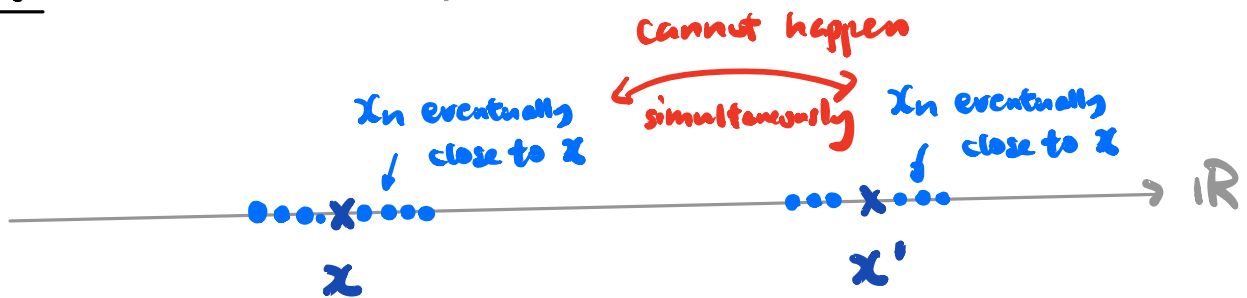 cannot happen
simultaneously
xn eventually
close to x
xn eventually
close to x
ℝ
x
x'